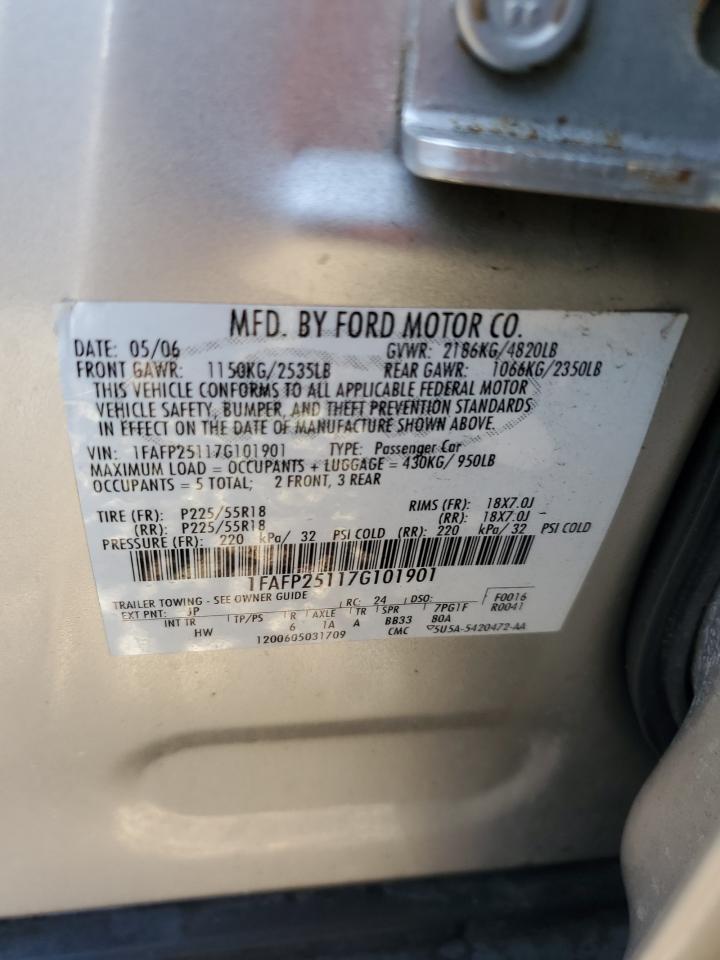 MFD. BY FORD MOTOR CO.
DATE: 05/06 GVWR: 2186KG/4820LB
FRONT GAWR: 1150KG/2535LB REAR GAWR: 1066KG/2350LB
THIS VEHICLE CONFORMS TO ALL APPLICABLE FEDERAL MOTOR
VEHICLE SAFETY, BUMPER, AND THEFT PREVENTION STANDARDS
IN EFFECT ON THE DATE OF MANUFACTURE SHOWN ABOVE.
VIN: 1FAFP25117G101901 TYPE: Passenger Car
MAXIMUM LOAD = OCCUPANTS + LUGGAGE = 430KG/ 950LB
OCCUPANTS = 5 TOTAL; 2 FRONT, 3 REAR
TIRE (FR): P225/55R18 RIMS (FR): 18X7.0J
(RR): P225/55R18 (RR): 18X7.0J
PRESSURE (FR): 220 kPa/ 32 PSI COLD (RR): 220 kPa/ 32 PSI COLD
1FAFP25117G101901
TRAILER TOWING - SEE OWNER GUIDE RC: 24 DSO: F0016
EXT PNT: JP R0041
INT TR TP/PS R AXLE TR SPR 7PG1F
HW 6 1A A BB33 80A
1200605031709 CMC 5U5A-5420472-AA